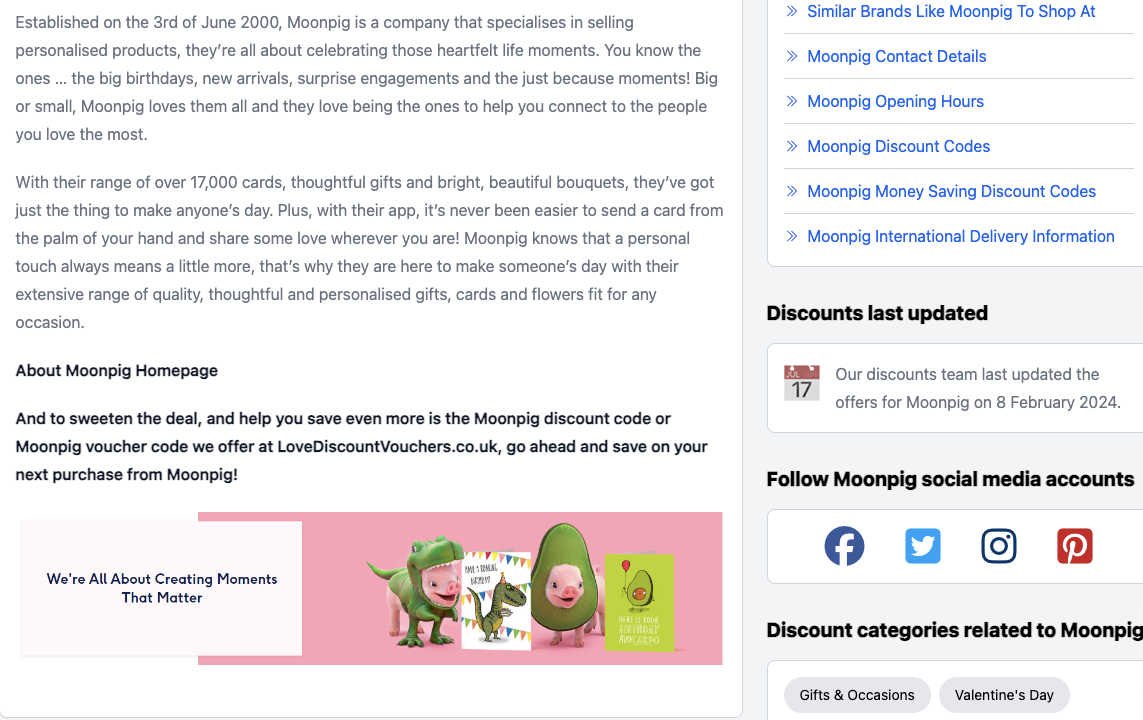 Established on the 3rd of June 2000, Moonpig is a company that specialises in selling
personalised products, they’re all about celebrating those heartfelt life moments. You know the
ones ... the big birthdays, new arrivals, surprise engagements and the just because moments! Big
or small, Moonpig loves them all and they love being the ones to help you connect to the people
you love the most.
With their range of over 17,000 cards, thoughtful gifts and bright, beautiful bouquets, they’ve got
just the thing to make anyone’s day. Plus, with their app, it’s never been easier to send a card from
the palm of your hand and share some love wherever you are! Moonpig knows that a personal
touch always means a little more, that’s why they are here to make someone’s day with their
extensive range of quality, thoughtful and personalised gifts, cards and flowers fit for any
occasion.
About Moonpig Homepage
And to sweeten the deal, and help you save even more is the Moonpig discount code or
Moonpig voucher code we offer at LoveDiscountVouchers.co.uk, go ahead and save on your
next purchase from Moonpig!
We're All About Creating Moments
That Matter
HAVE A ROARING
BIRTHDAY!
HERE IS YOUR
BIRTHDAY
AVOCARDO
Similar Brands Like Moonpig To Shop At
Moonpig Contact Details
Moonpig Opening Hours
Moonpig Discount Codes
Moonpig Money Saving Discount Codes
Moonpig International Delivery Information
Discounts last updated
JUL
17
Our discounts team last updated the
offers for Moonpig on 8 February 2024.
Follow Moonpig social media accounts
Discount categories related to Moonpig
Gifts & Occasions
Valentine's Day